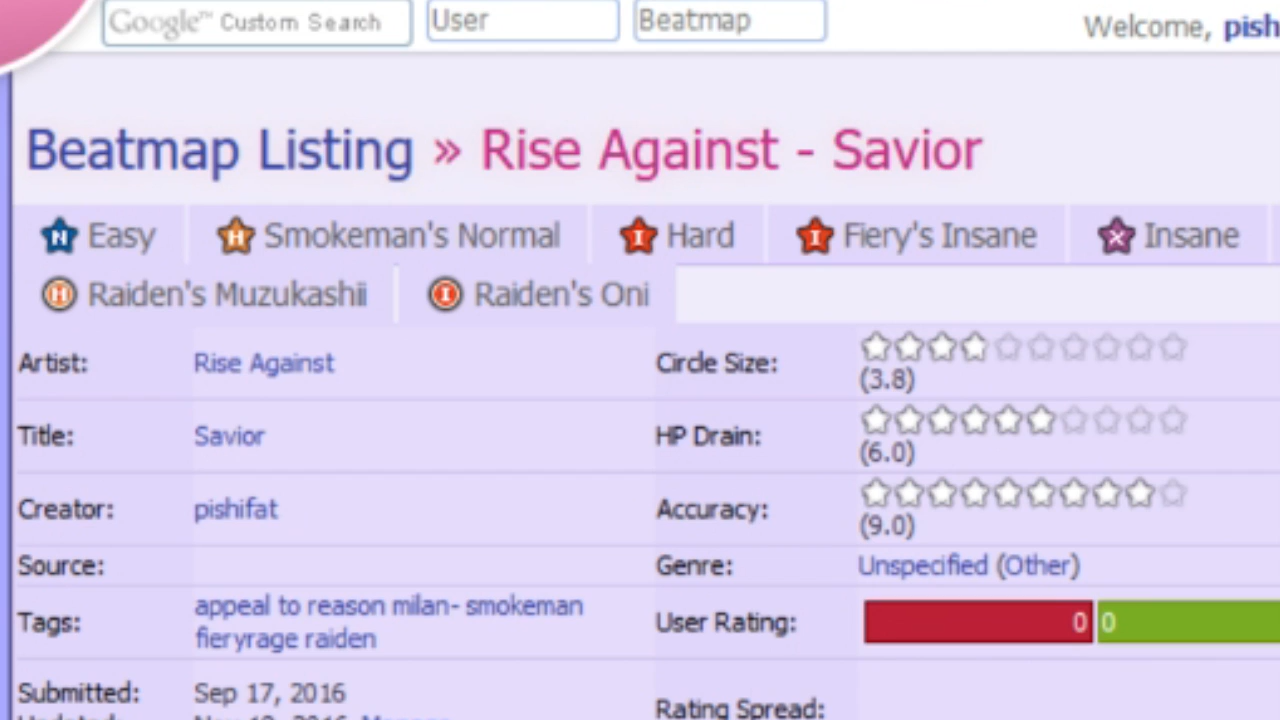 Google™ Custom Search User Beatmap Welcome, pish
Beatmap Listing » Rise Against - Savior
N Easy H Smokeman's Normal I Hard I Fiery's Insane X Insane
H Raiden's Muzukashii I Raiden's Oni
Artist: Rise Against Circle Size:
(3.8)
Title: Savior HP Drain:
(6.0)
Creator: pishifat Accuracy:
(9.0)
Source: Genre: Unspecified (Other)
Tags: appeal to reason milan- smokeman
fieryrage raiden
User Rating: 0 0
Submitted: Sep 17, 2016
Rating Spread: